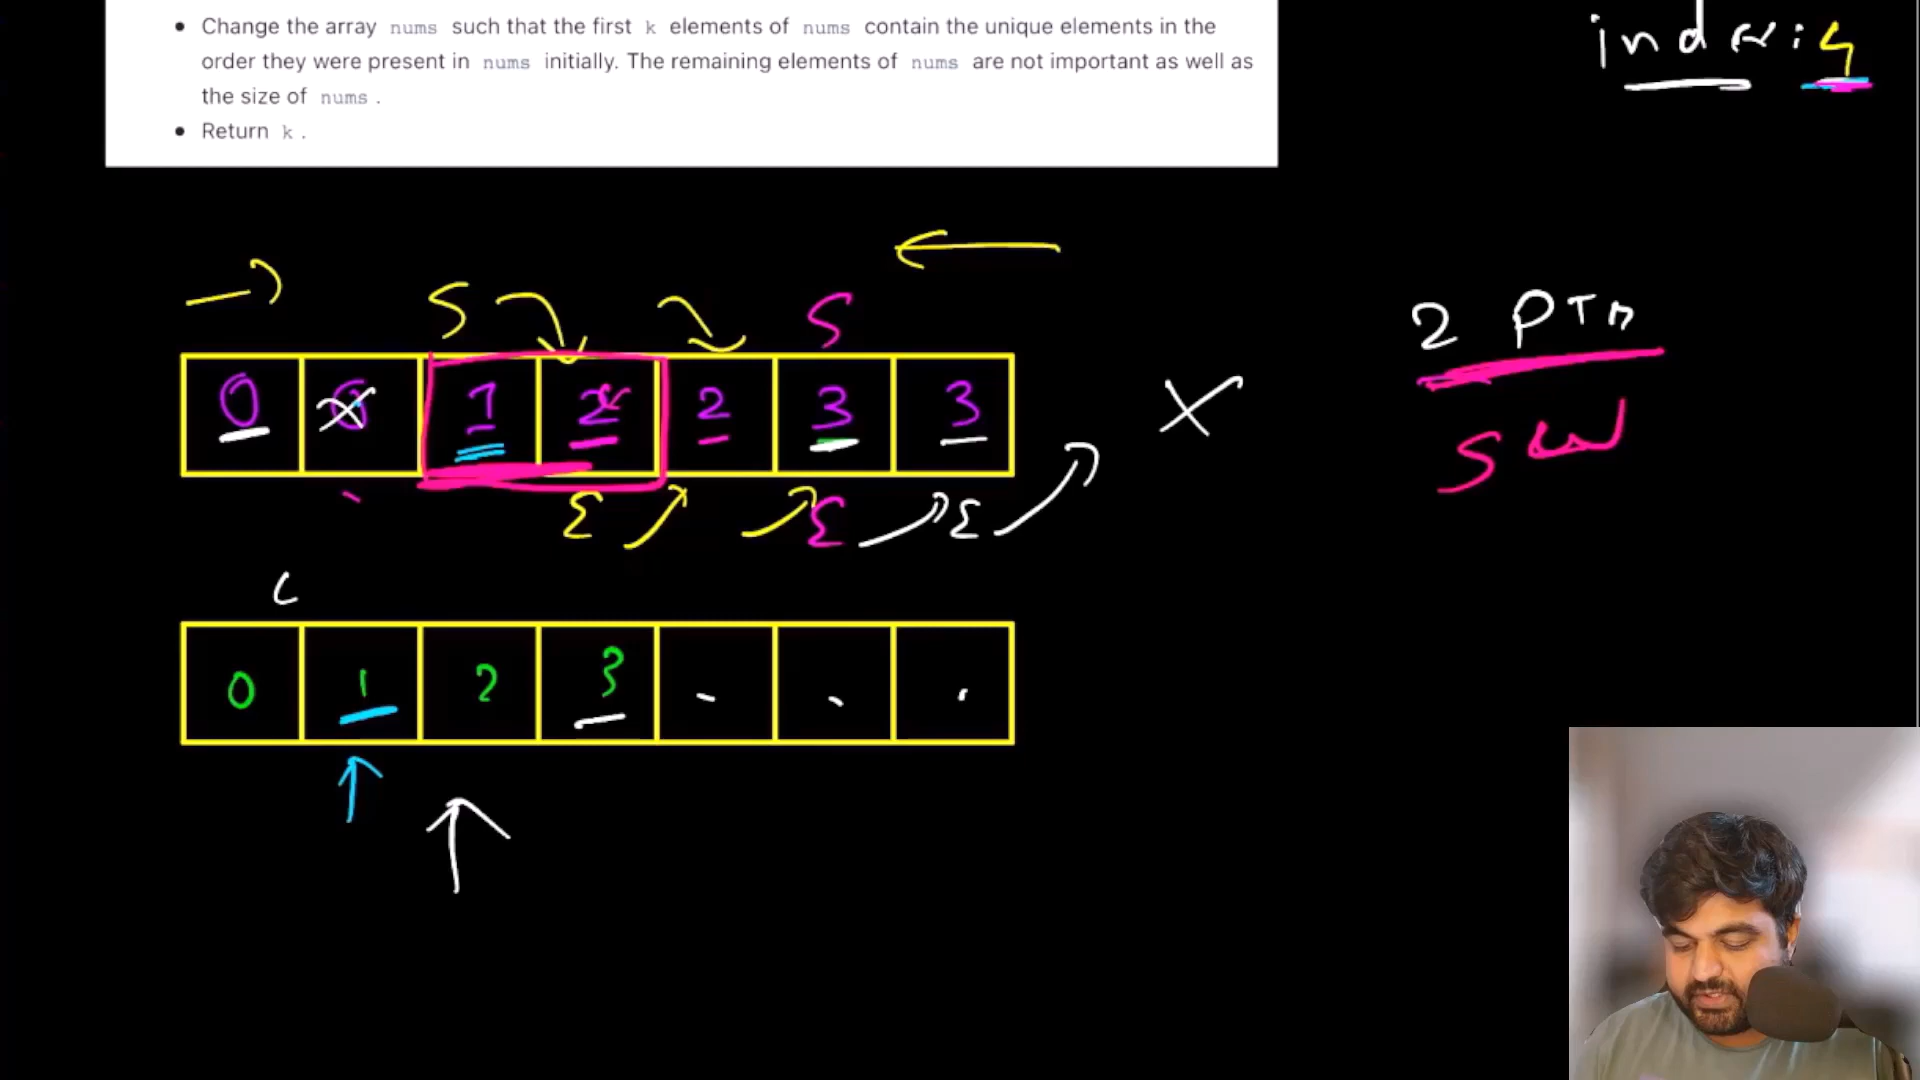 • Change the array nums such that the first k elements of nums contain the unique elements in the
order they were present in nums initially. The remaining elements of nums are not important as well as
the size of nums.
• Return k.
index: 4
S S
0 0 1 2 2 3 3 X
2 PTR
SW
Σ Σ Σ
0 1 2 3 - . .